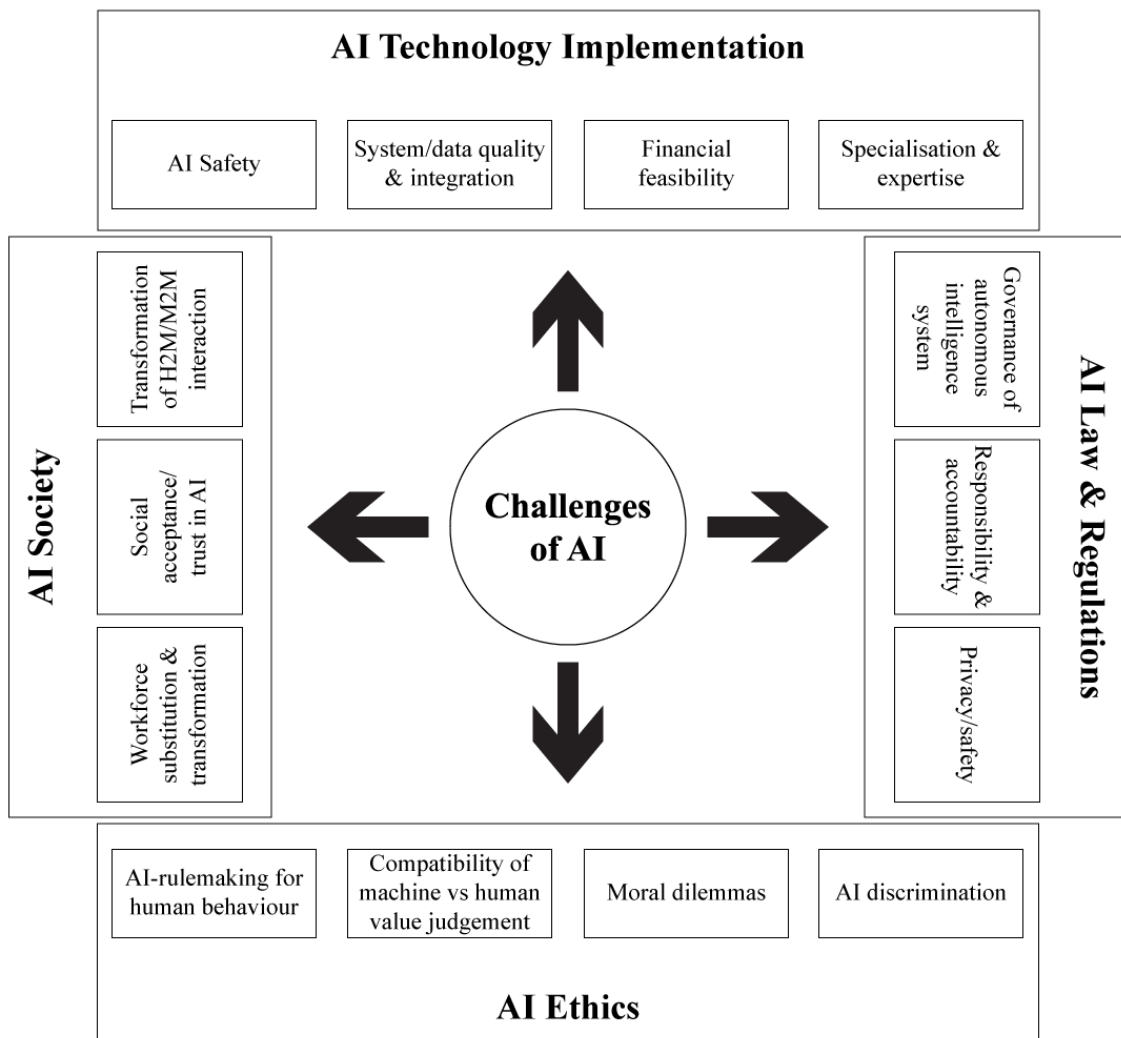 AI Technology Implementation
AI Safety
System/data quality
& integration
Financial
feasibility
Specialisation &
expertise
AI Society
Transformation
of H2M/M2M
interaction
Social
acceptance/
trust in AI
Workforce
substitution &
transformation
Challenges
of AI
Governance of
autonomous
intelligence
system
Responsibility &
accountability
Privacy/safety
AI Law & Regulations
AI-rulemaking for
human behaviour
Compatibility of
machine vs human
value judgement
Moral dilemmas
AI discrimination
AI Ethics